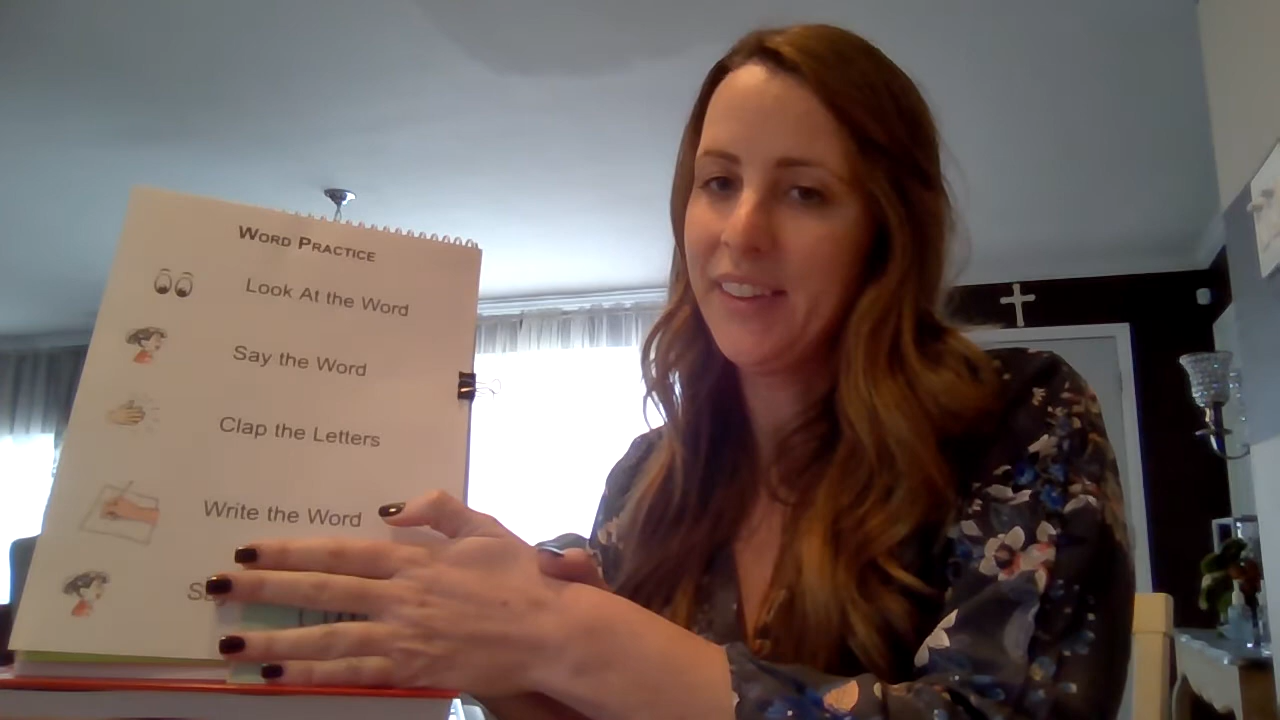 WORD PRACTICE
Look At the Word
Say the Word
Clap the Letters
Write the Word